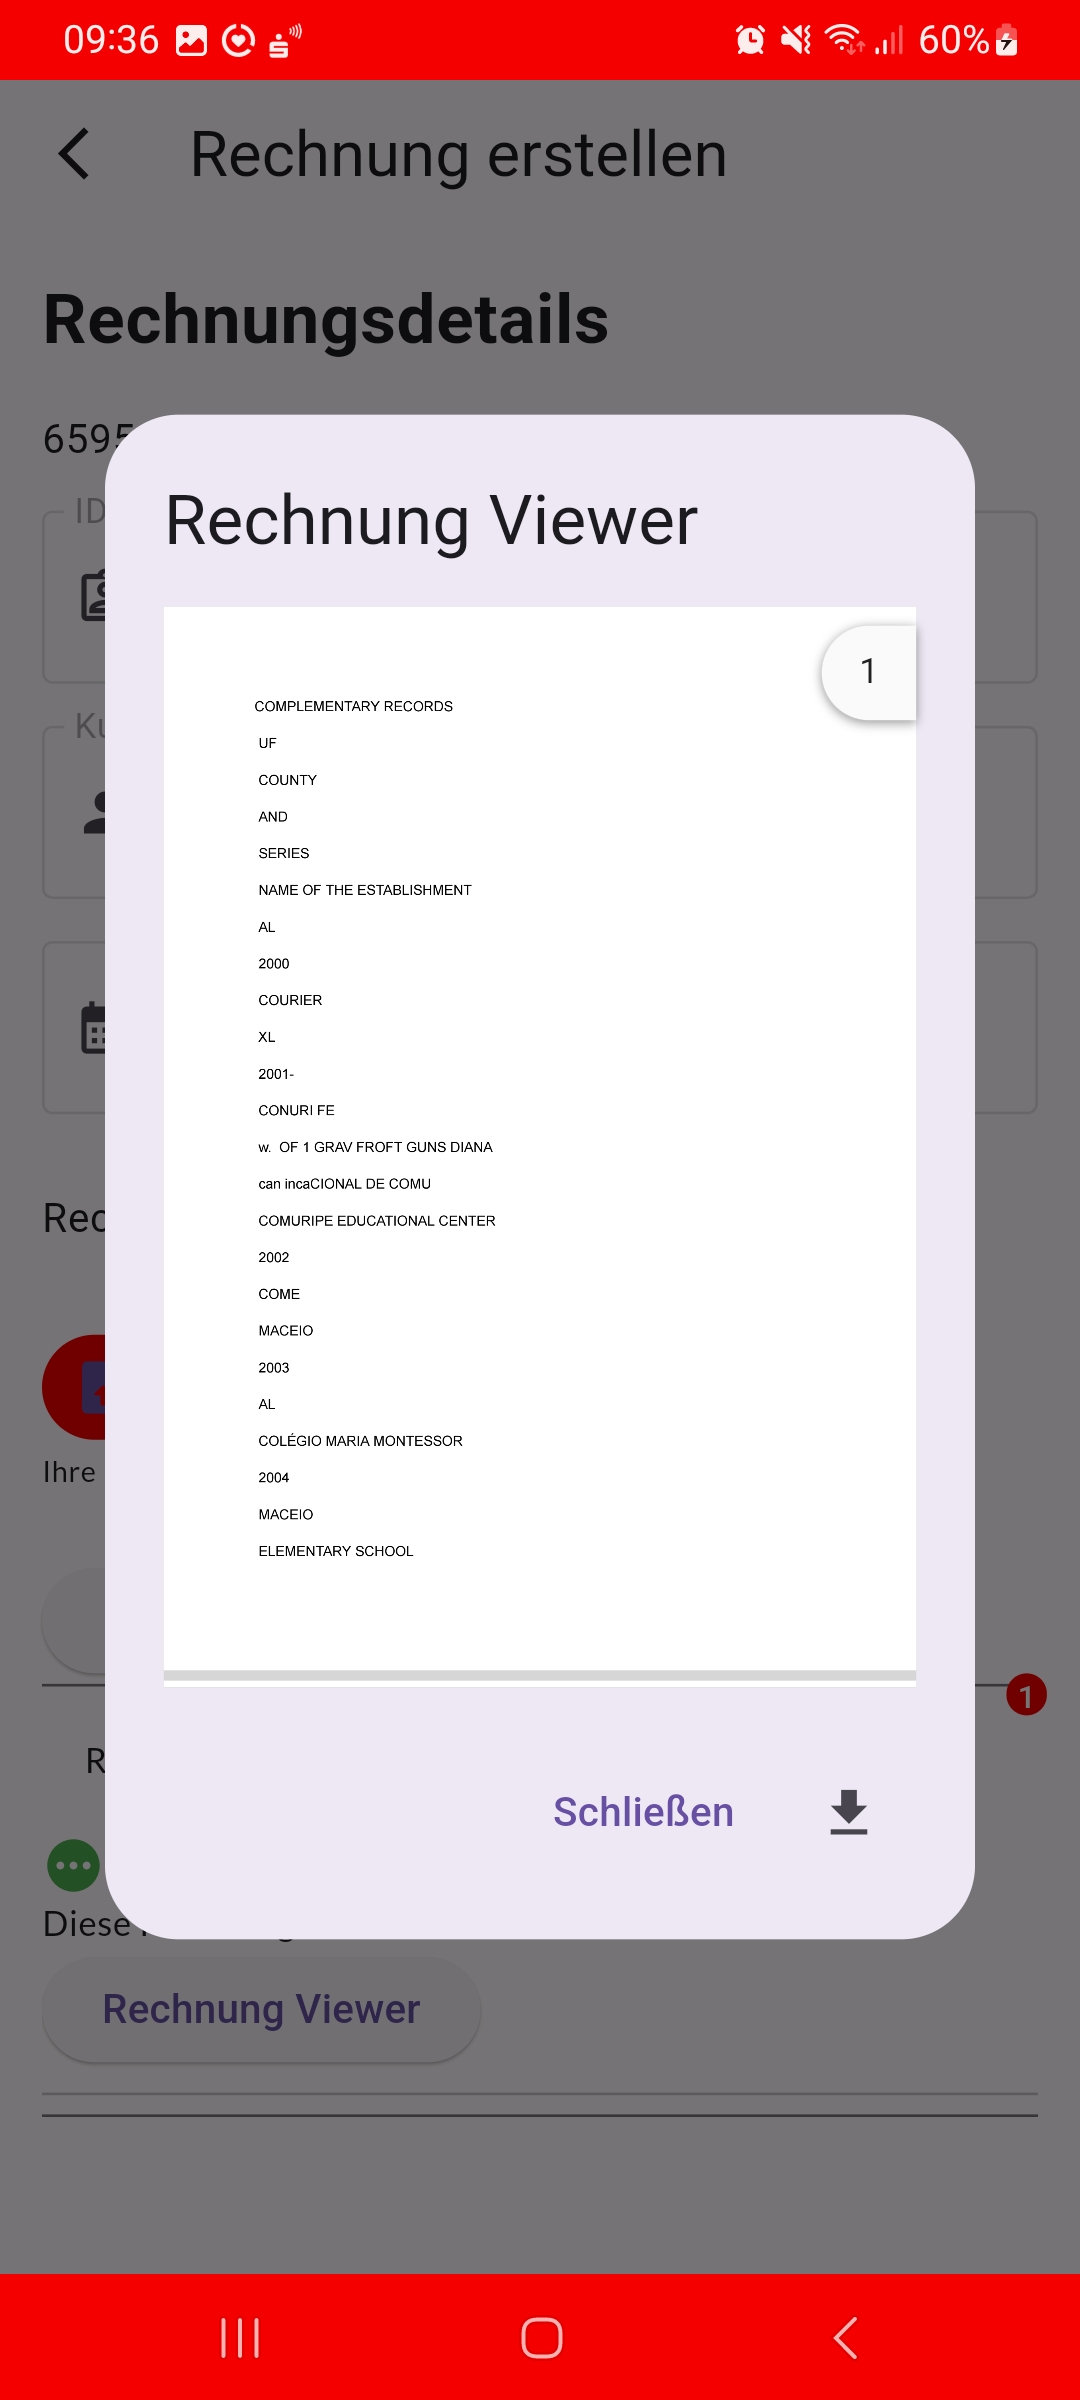 09:36
60%
Rechnung erstellen
Rechnungsdetails
6595
ID
Rechnung Viewer
1
COMPLEMENTARY RECORDS
UF
COUNTY
AND
SERIES
NAME OF THE ESTABLISHMENT
AL
2000
COURIER
XL
2001-
CONURI FE
w. OF 1 GRAV FROFT GUNS DIANA
can incaCIONAL DE COMU
COMURIPE EDUCATIONAL CENTER
2002
COME
MACEIO
2003
AL
COLÉGIO MARIA MONTESSOR
2004
MACEIO
ELEMENTARY SCHOOL
Ku
Rec
Ihre
1
R
Schließen
Diese
Rechnung Viewer